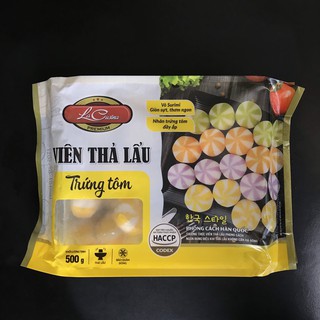 La Cusina
PREMIUM
Vỏ Surimi
Giòn sựt, thơm ngon
Nhân trứng tôm
đầy ắp
VIÊN THẢ LẨU
Trứng tôm
한국 스타일
PHONG CÁCH HÀN QUỐC
HACCP
CODEX
500g